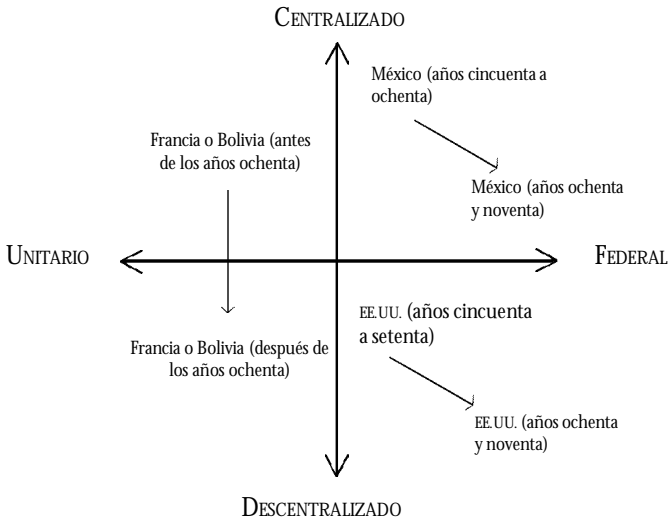 CENTRALIZADO
México (años cincuenta a
ochenta)
Francia o Bolivia (antes
de los años ochenta)
México (años ochenta
y noventa)
UNITARIO
FEDERAL
EE.UU. (años cincuenta
a setenta)
Francia o Bolivia (después de
los años ochenta)
EE.UU. (años ochenta
y noventa)
DESCENTRALIZADO